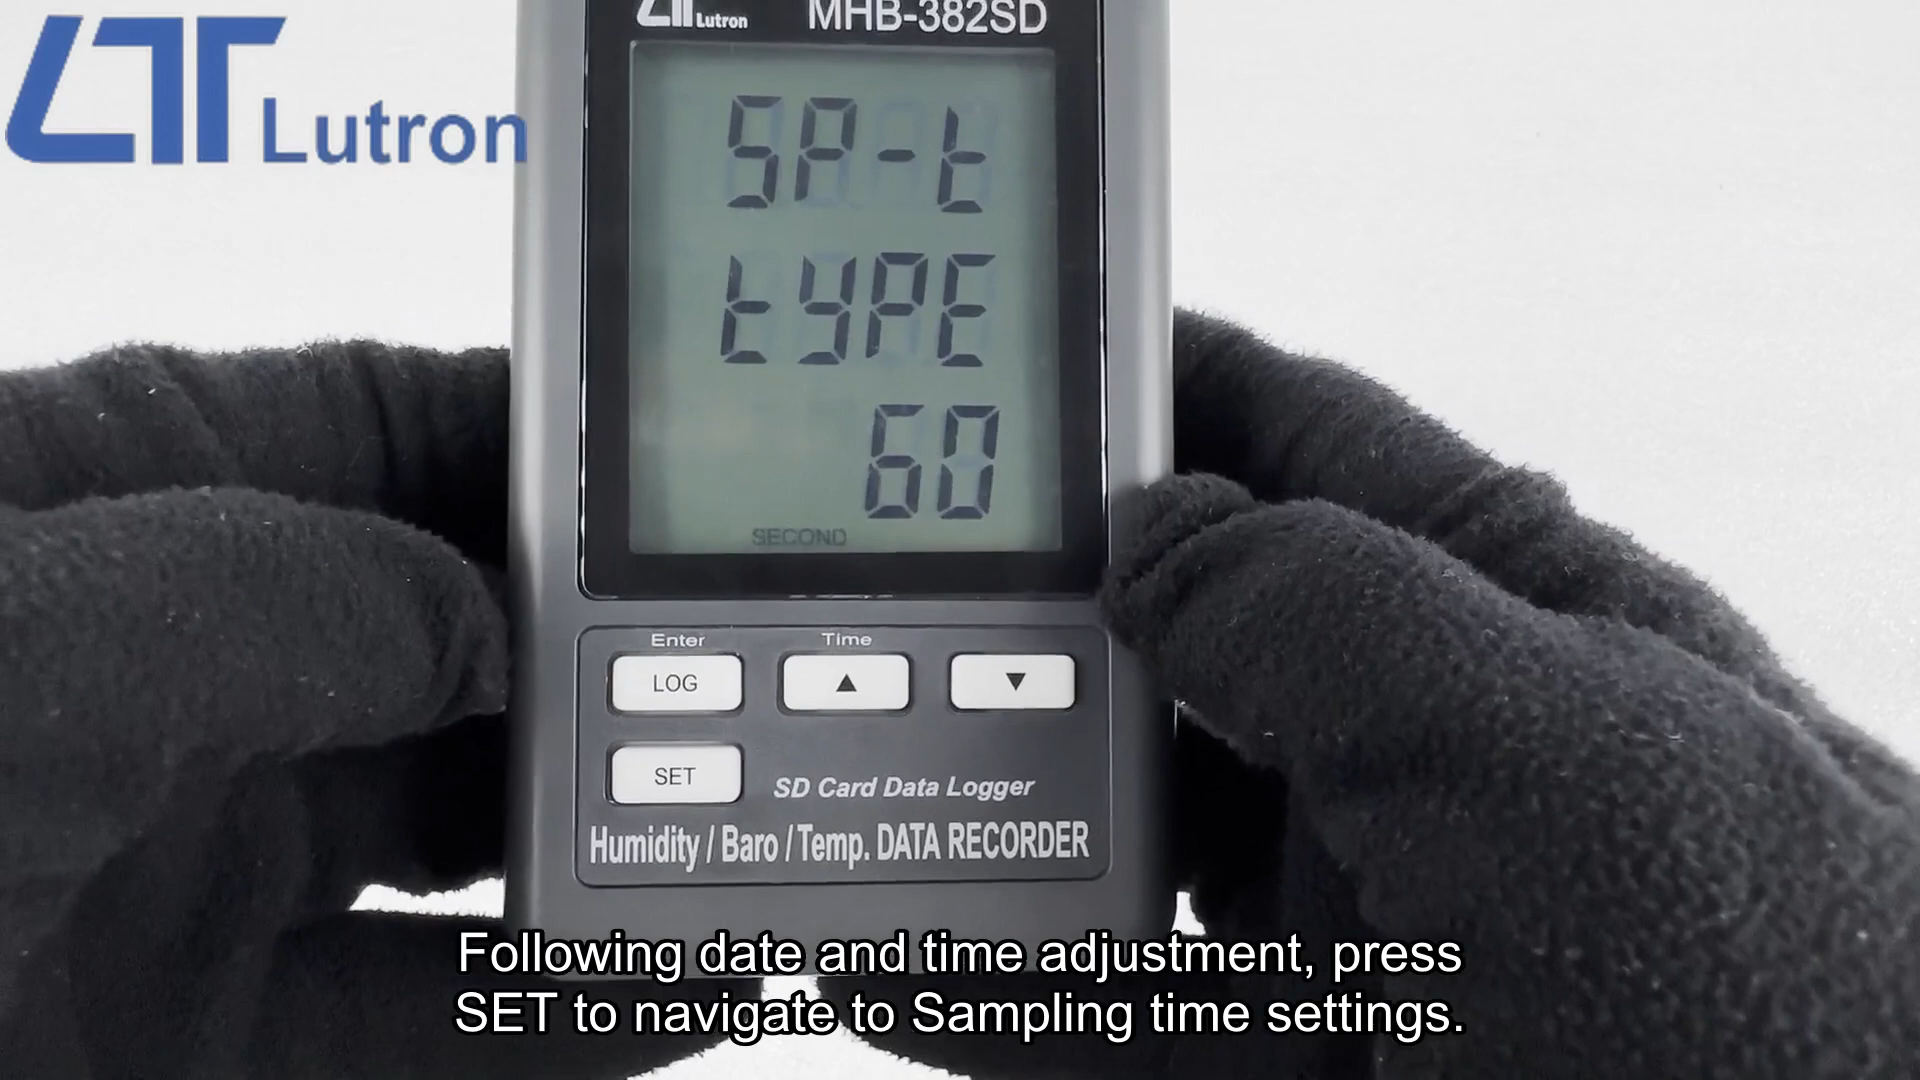 Lutron
Lutron MHB-382SD
SP-t
tyPE
60
SECOND
Enter Time
LOG ▲ ▼
SET
SD Card Data Logger
Humidity / Baro / Temp. DATA RECORDER
Following date and time adjustment, press
SET to navigate to Sampling time settings.